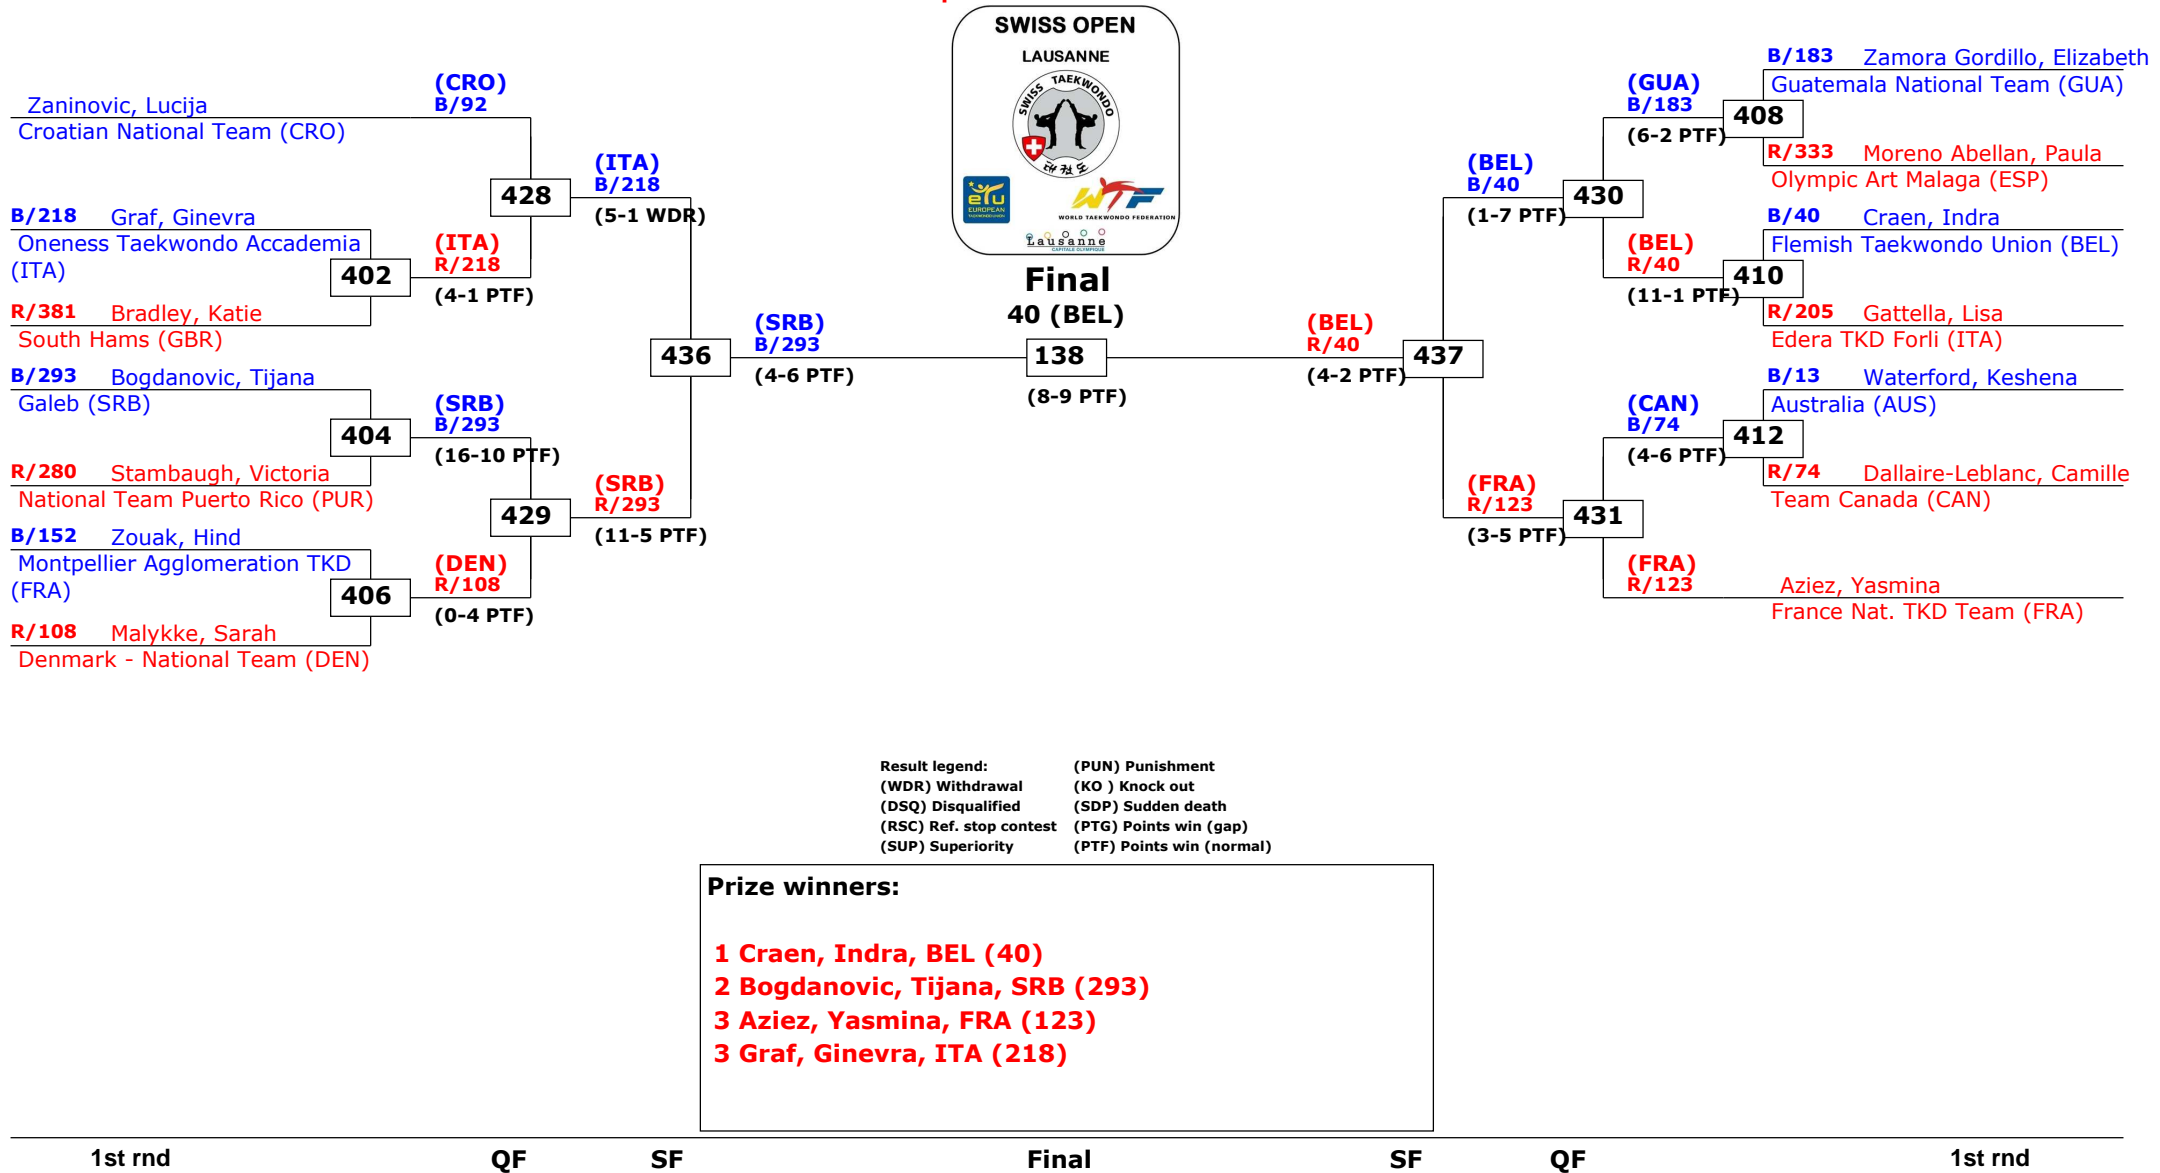 SWISS OPEN
LAUSANNE
SWISS TAEKWONDO
태권도
etu
EUROPEAN
TAEKWONDO UNION
WTF
WORLD TAEKWONDO FEDERATION
Lausanne
CAPITALE OLYMPIQUE
Final
40 (BEL)
138
(8-9 PTF)
Zaninovic, Lucija
Croatian National Team (CRO)
B/218 Graf, Ginevra
Oneness Taekwondo Accademia
(ITA)
R/381 Bradley, Katie
South Hams (GBR)
B/293 Bogdanovic, Tijana
Galeb (SRB)
R/280 Stambaugh, Victoria
National Team Puerto Rico (PUR)
B/152 Zouak, Hind
Montpellier Agglomeration TKD
(FRA)
R/108 Malykke, Sarah
Denmark - National Team (DEN)
402
404
406
(CRO)
B/92
(ITA)
R/218
(4-1 PTF)
(SRB)
B/293
(16-10 PTF)
(DEN)
R/108
(0-4 PTF)
428
429
(ITA)
B/218
(5-1 WDR)
(SRB)
R/293
(11-5 PTF)
436
(SRB)
B/293
(4-6 PTF)
(BEL)
R/40
(4-2 PTF)
437
(BEL)
B/40
(1-7 PTF)
(FRA)
R/123
(3-5 PTF)
430
431
(GUA)
B/183
(6-2 PTF)
(BEL)
R/40
(11-1 PTF)
(CAN)
B/74
(4-6 PTF)
(FRA)
R/123
408
410
412
B/183 Zamora Gordillo, Elizabeth
Guatemala National Team (GUA)
R/333 Moreno Abellan, Paula
Olympic Art Malaga (ESP)
B/40 Craen, Indra
Flemish Taekwondo Union (BEL)
R/205 Gattella, Lisa
Edera TKD Forli (ITA)
B/13 Waterford, Keshena
Australia (AUS)
R/74 Dallaire-Leblanc, Camille
Team Canada (CAN)
Aziez, Yasmina
France Nat. TKD Team (FRA)
Result legend: (PUN) Punishment
(WDR) Withdrawal (KO ) Knock out
(DSQ) Disqualified (SDP) Sudden death
(RSC) Ref. stop contest (PTG) Points win (gap)
(SUP) Superiority (PTF) Points win (normal)
Prize winners:
1 Craen, Indra, BEL (40)
2 Bogdanovic, Tijana, SRB (293)
3 Aziez, Yasmina, FRA (123)
3 Graf, Ginevra, ITA (218)
1st rnd QF SF Final SF QF 1st rnd